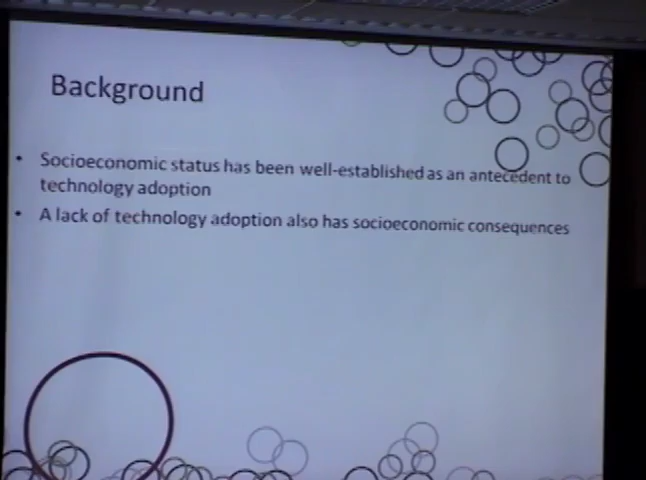 Background
• Socioeconomic status has been well-established as an antecedent to
technology adoption
• A lack of technology adoption also has socioeconomic consequences